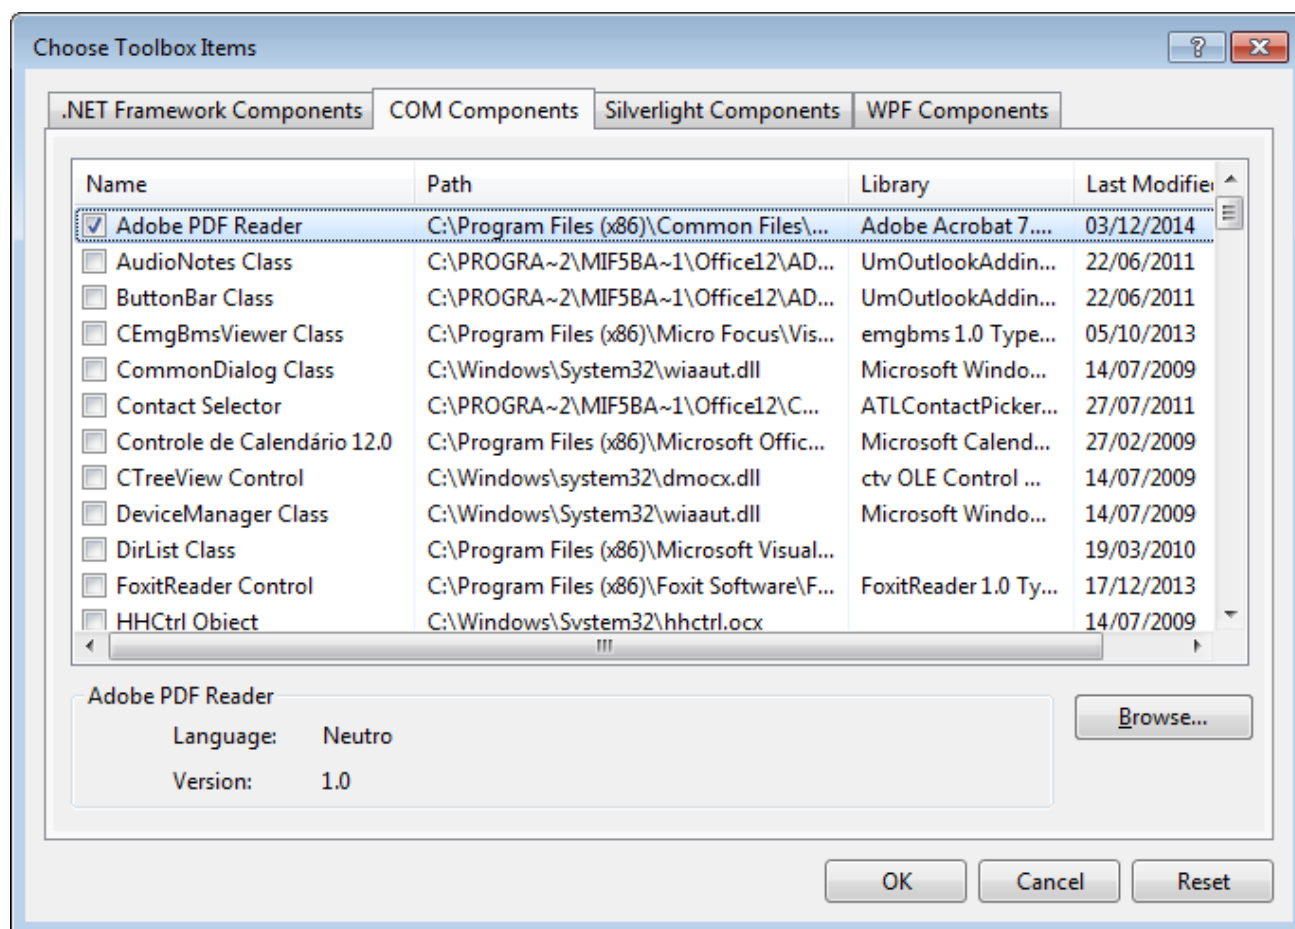 Choose Toolbox Items
.NET Framework Components COM Components Silverlight Components WPF Components
Name Path Library Last Modified
Adobe PDF Reader C:\Program Files (x86)\Common Files\... Adobe Acrobat 7.... 03/12/2014
AudioNotes Class C:\PROGRA~2\MIF5BA~1\Office12\AD... UmOutlookAddin... 22/06/2011
ButtonBar Class C:\PROGRA~2\MIF5BA~1\Office12\AD... UmOutlookAddin... 22/06/2011
CEmgBmsViewer Class C:\Program Files (x86)\Micro Focus\Vis... emgbms 1.0 Type... 05/10/2013
CommonDialog Class C:\Windows\System32\wiaaut.dll Microsoft Windo... 14/07/2009
Contact Selector C:\PROGRA~2\MIF5BA~1\Office12\C... ATLContactPicker... 27/07/2011
Controle de Calendário 12.0 C:\Program Files (x86)\Microsoft Offic... Microsoft Calend... 27/02/2009
CTreeView Control C:\Windows\system32\dmocx.dll ctv OLE Control ... 14/07/2009
DeviceManager Class C:\Windows\System32\wiaaut.dll Microsoft Windo... 14/07/2009
DirList Class C:\Program Files (x86)\Microsoft Visual... 19/03/2010
FoxitReader Control C:\Program Files (x86)\Foxit Software\F... FoxitReader 1.0 Ty... 17/12/2013
HHCtrl Object C:\Windows\System32\hhctrl.ocx 14/07/2009
Adobe PDF Reader
Browse...
Language: Neutro
Version: 1.0
OK Cancel Reset